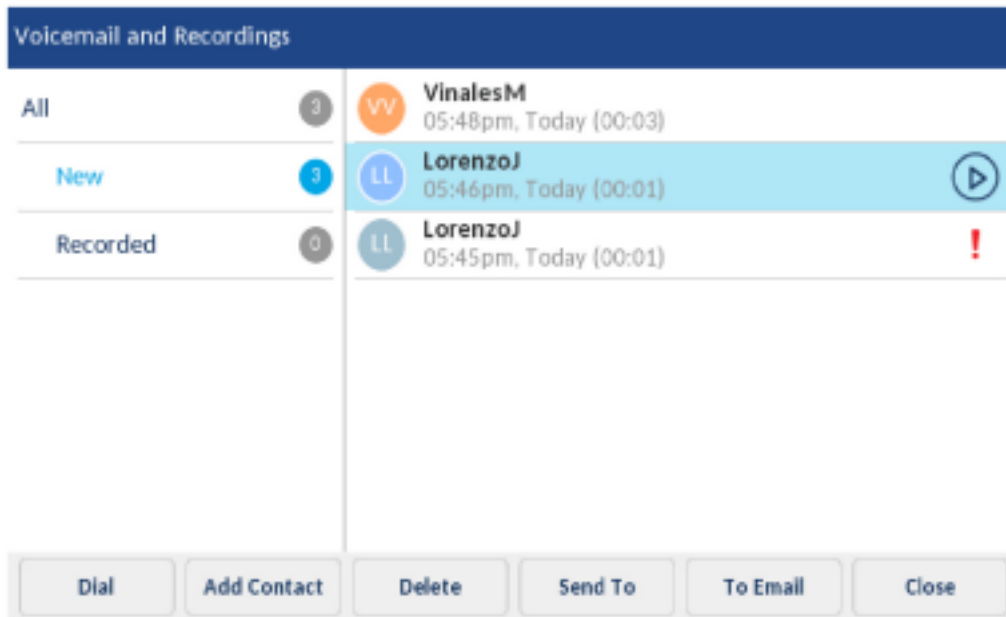 Voicemail and Recordings
All 3
New 3
Recorded 0
VV VinalesM
05:48pm, Today (00:03)
LL LorenzoJ
05:46pm, Today (00:01)
LL LorenzoJ
05:45pm, Today (00:01)
!
Dial Add Contact Delete Send To To Email Close